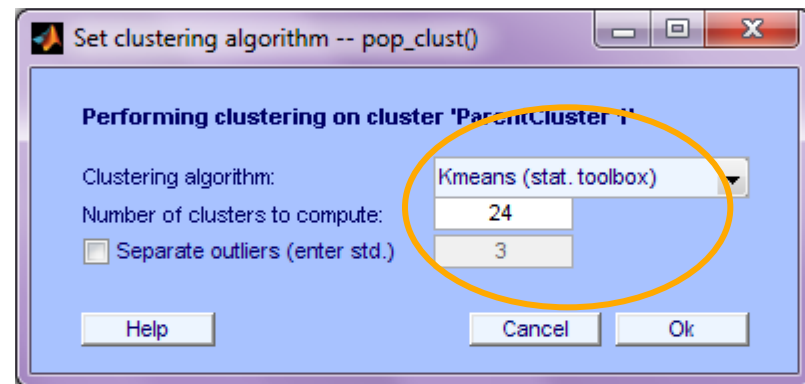 Set clustering algorithm -- pop_clust()
Performing clustering on cluster 'ParentCluster 1'
Clustering algorithm: Kmeans (stat. toolbox)
Number of clusters to compute: 24
Separate outliers (enter std.) 3
Help Cancel Ok